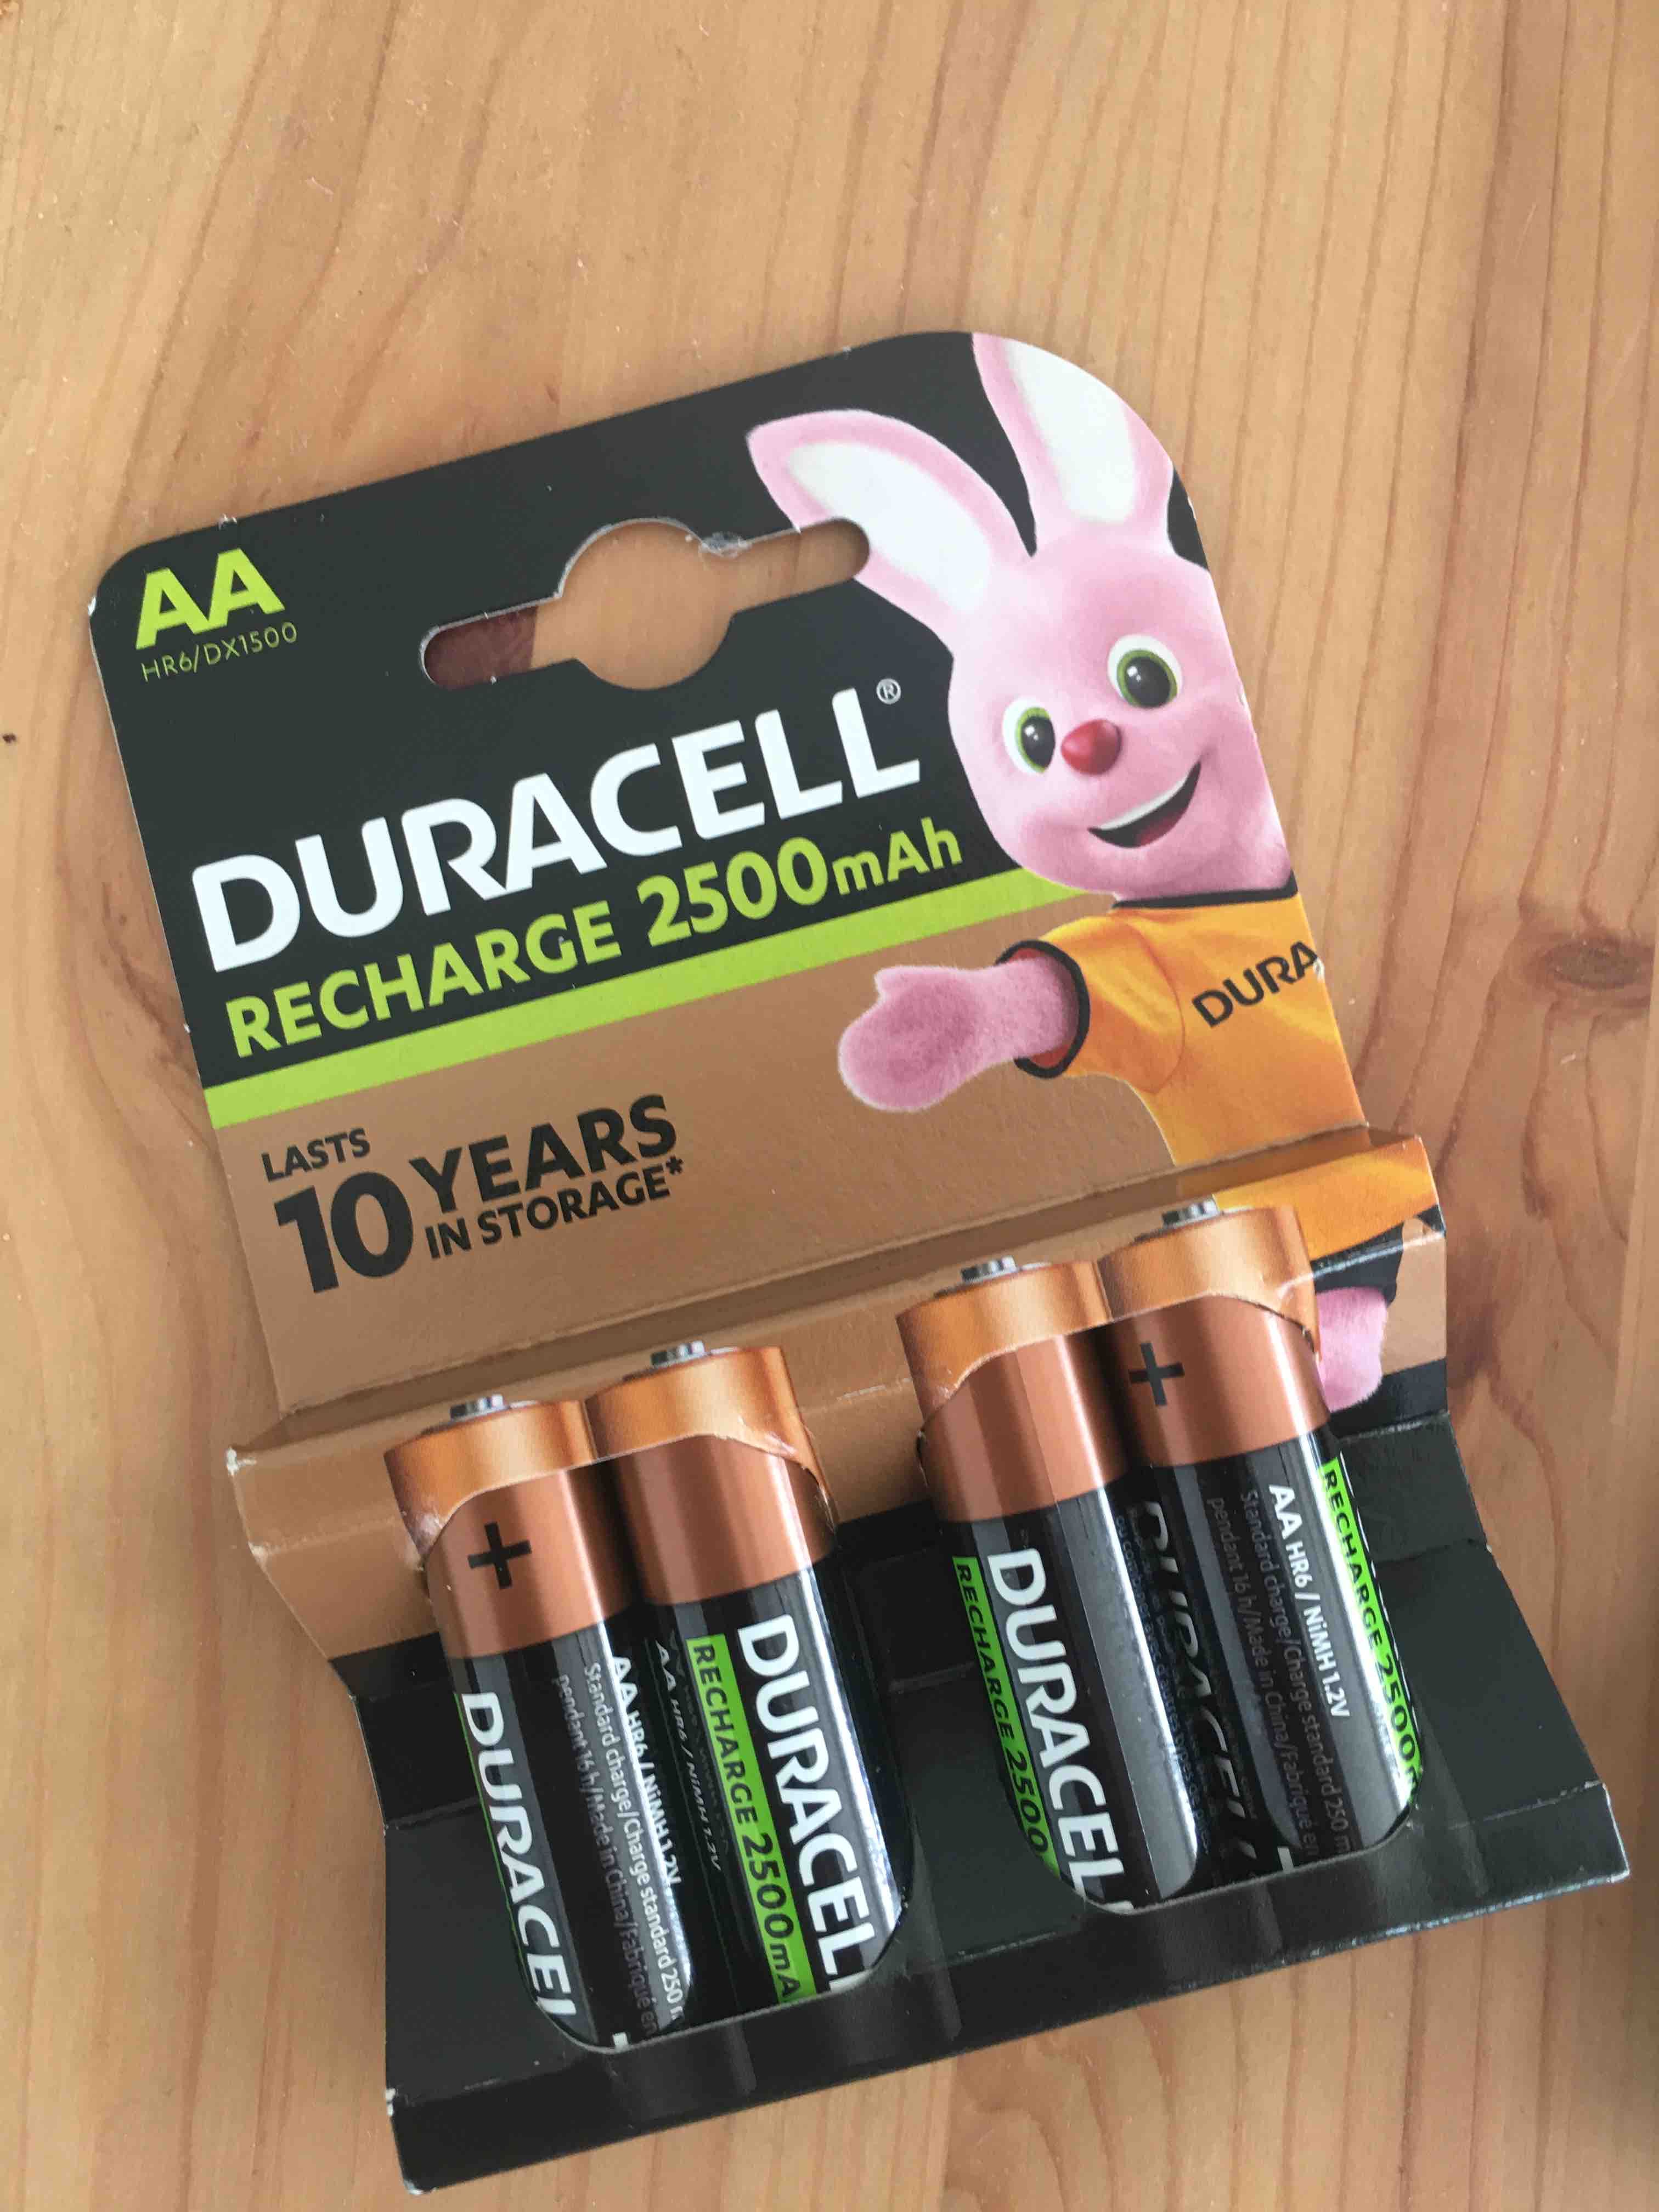 AA
HR6/DX1500
DURACELL®
RECHARGE 2500mAh
DURA
LASTS
10 YEARS
IN STORAGE*
+
DURACEL
AA HR6 / NiMH 1.2V
Standard charge/Charge standard 250 m
pendant 16 h/Made in China/Fabriqué en
AA HR6 / NiMH 1.2V
RECHARGE 2500mA
DURACELL
RECHARGE 2500
DURACELL
DURACELL
+
pendant 16 h/Made in China/Fabriqué en
Standard charge/Charge standard 250 m
AA HR6 / NiMH 1.2V
RECHARGE 2500m